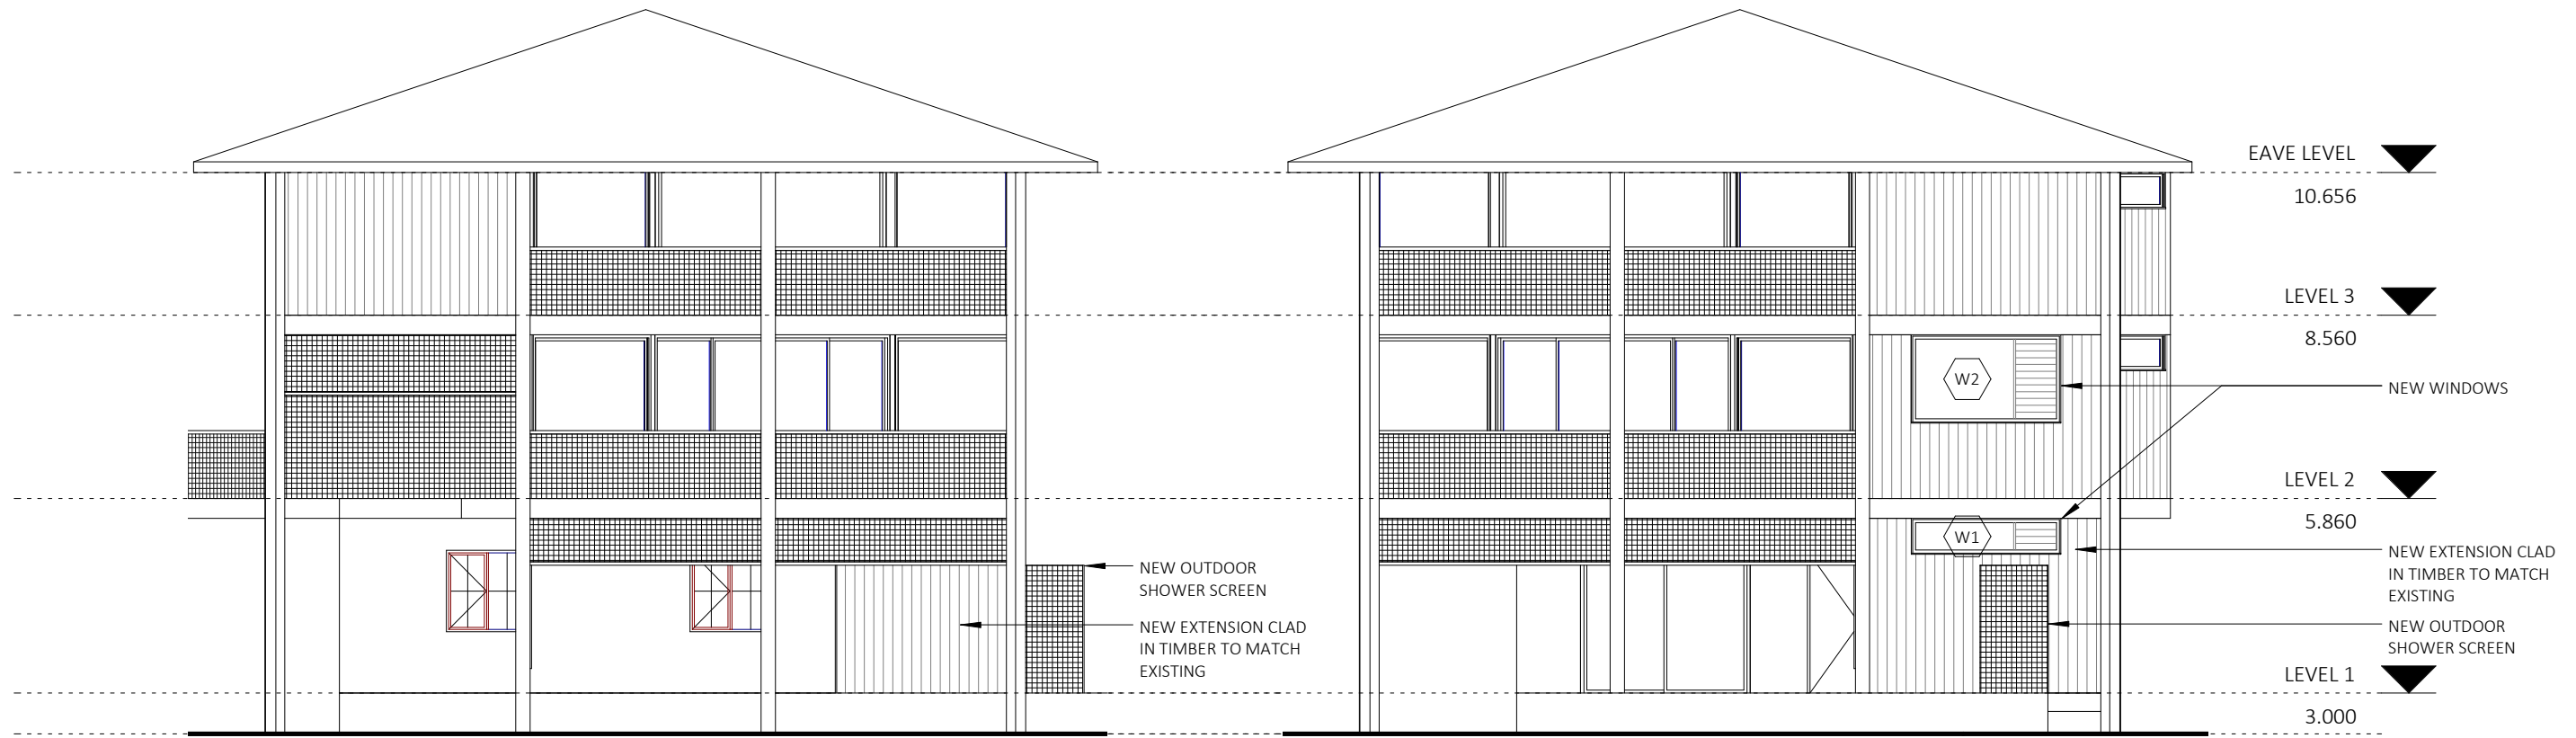 EAVE LEVEL
10.656
LEVEL 3
8.560
W2
NEW WINDOWS
LEVEL 2
5.860
W1
NEW EXTENSION CLAD
IN TIMBER TO MATCH
EXISTING
NEW OUTDOOR
SHOWER SCREEN
NEW OUTDOOR
SHOWER SCREEN
NEW EXTENSION CLAD
IN TIMBER TO MATCH
EXISTING
LEVEL 1
3.000